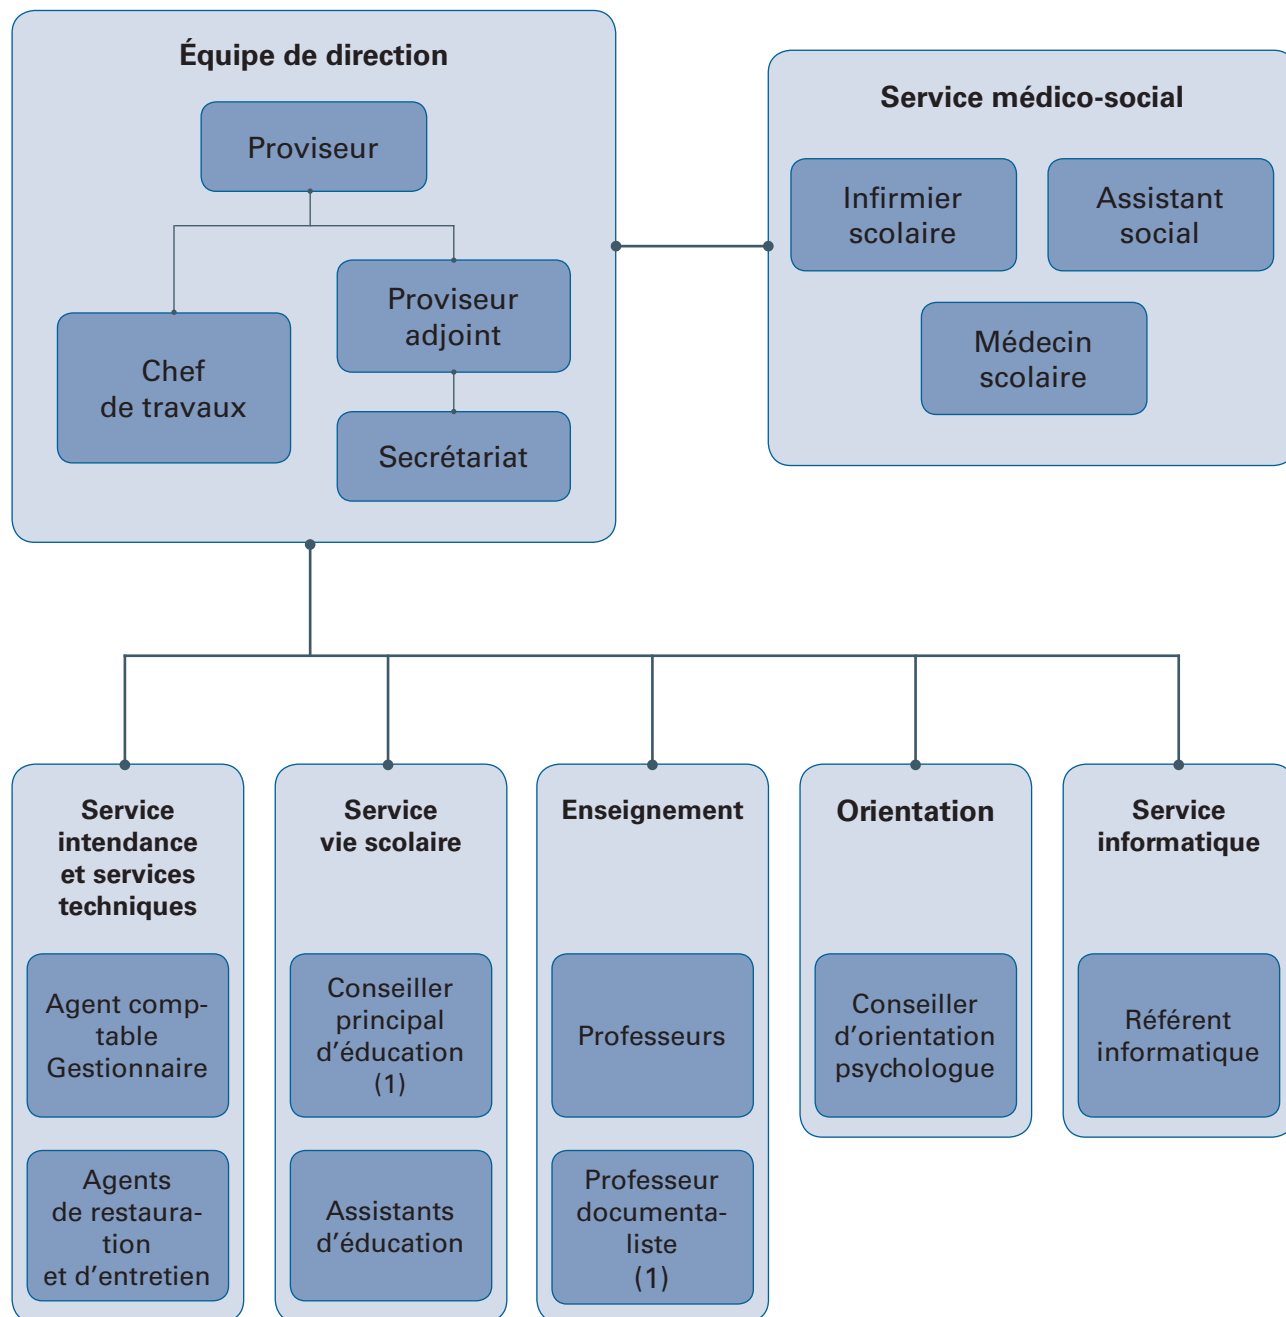 Équipe de direction
Proviseur
Chef
de travaux
Proviseur
adjoint
Secrétariat
Service médico-social
Infirmier
scolaire
Assistant
social
Médecin
scolaire
Service
intendance
et services
techniques
Agent comp-
table
Gestionnaire
Agents
de restaura-
tion
et d’entretien
Service
vie scolaire
Conseiller
principal
d’éducation
(1)
Assistants
d’éducation
Enseignement
Professeurs
Professeur
documenta-
liste
(1)
Orientation
Conseiller
d’orientation
psychologue
Service
informatique
Référent
informatique